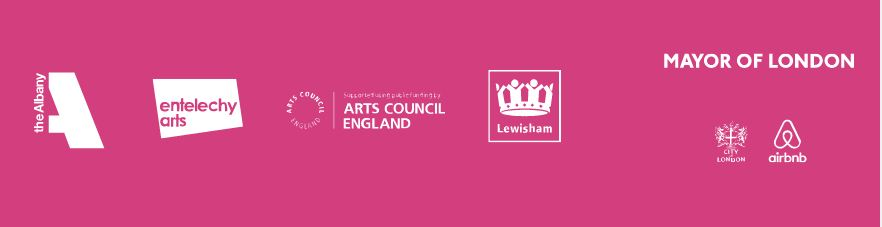 the Albany
entelechy
arts
ARTS COUNCIL
ENGLAND
Supported using public funding by
ARTS COUNCIL
ENGLAND
Lewisham
MAYOR OF LONDON
CITY
LONDON
airbnb